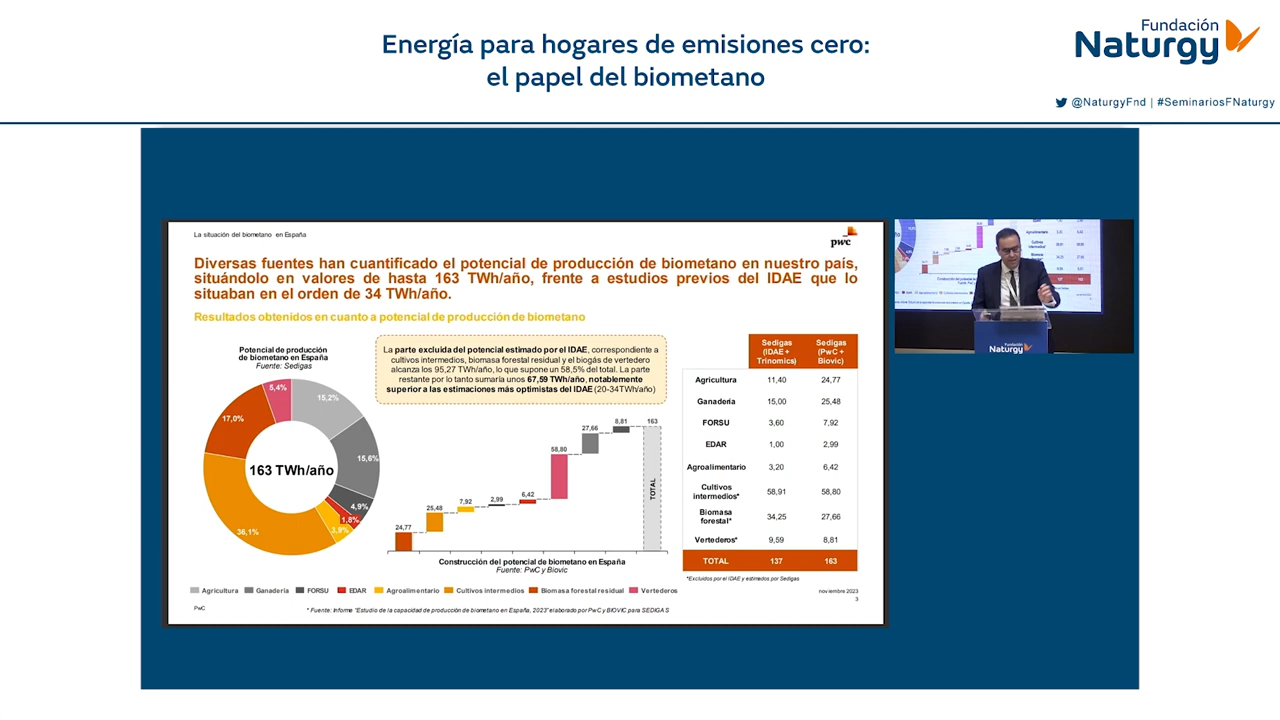 Energía para hogares de emisiones cero:
el papel del biometano
Fundación
Naturgy
@NaturgyFnd | #SeminariosFNaturgy
La situación del biometano en España
pwc
Diversas fuentes han cuantificado el potencial de producción de biometano en nuestro país,
situándolo en valores de hasta 163 TWh/año, frente a estudios previos del IDAE que lo
situaban en el orden de 34 TWh/año.
Resultados obtenidos en cuanto a potencial de producción de biometano
Potencial de producción
de biometano en España
Fuente: Sedigas
5,4%
15,2%
17,0%
15,6%
163 TWh/año
4,9%
1,8%
3,9%
36,1%
La parte excluida del potencial estimado por el IDAE, correspondiente a
cultivos intermedios, biomasa forestal residual y el biogás de vertedero
alcanza los 95,27 TWh/año, lo que supone un 58,5% del total. La parte
restante por lo tanto sumaría unos 67,59 TWh/año, notablemente
superior a las estimaciones más optimistas del IDAE (20-34TWh/año)
24,77
25,48
7,92
2,99
6,42
58,80
27,66
8,81
163
TOTAL
Construcción del potencial de biometano en España
Fuente: PwC y Biovic
Sedigas (IDAE + Trinomics) Sedigas (PwC + Biovic)
Agricultura 11,40 24,77
Ganadería 15,00 25,48
FORSU 3,60 7,92
EDAR 1,00 2,99
Agroalimentario 3,20 6,42
Cultivos intermedios* 58,91 58,80
Biomasa forestal* 34,25 27,66
Vertederos* 9,59 8,81
TOTAL 137 163
*Excluidos por el IDAE y estimados por Sedigas
Agricultura Ganadería FORSU EDAR Agroalimentario Cultivos intermedios Biomasa forestal residual Vertederos
noviembre 2023
3
PwC
* Fuente: Informe "Estudio de la capacidad de producción de biometano en España, 2023" elaborado por PwC y BIOVIC para SEDIGAS
Fundación
Naturgy